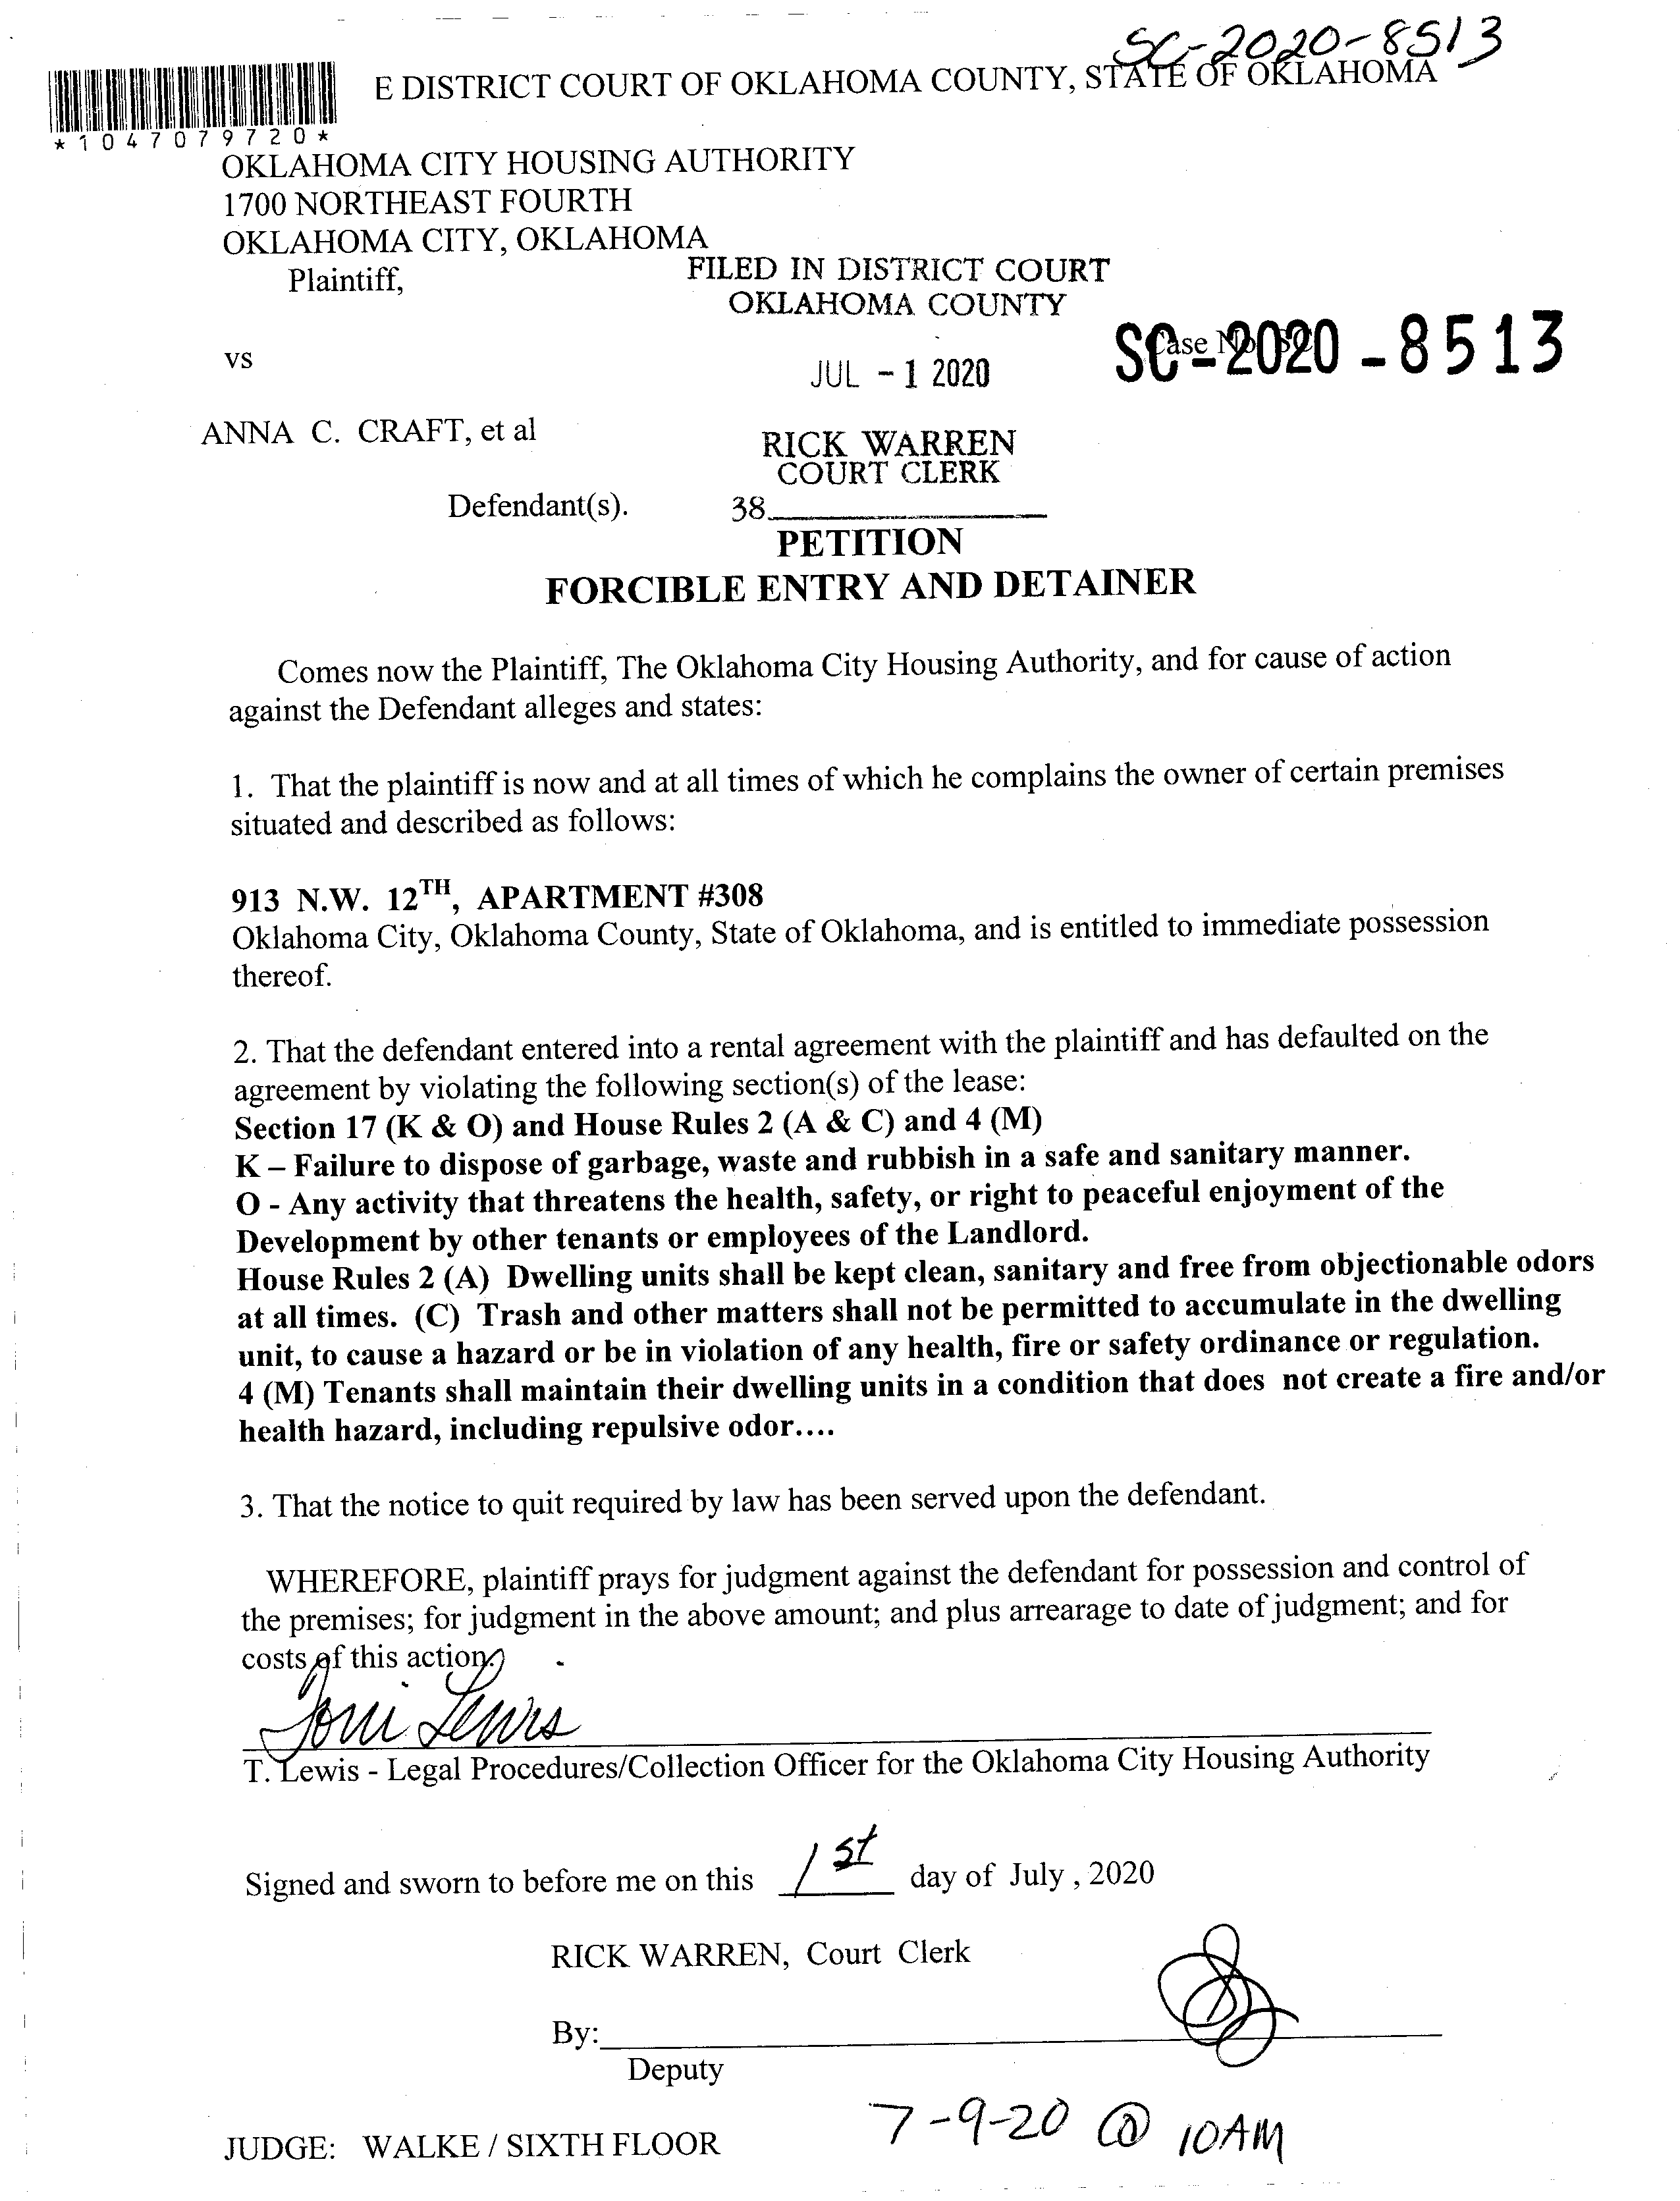 SC-2020-8513
E DISTRICT COURT OF OKLAHOMA COUNTY, STATE OF OKLAHOMA
*1047079720*
OKLAHOMA CITY HOUSING AUTHORITY
1700 NORTHEAST FOURTH
OKLAHOMA CITY, OKLAHOMA
Plaintiff,
FILED IN DISTRICT COURT
OKLAHOMA COUNTY
vs
JUL - 1 2020
Case No. SC
SC-2020-8513
ANNA C. CRAFT, et al
RICK WARREN
COURT CLERK
Defendant(s).
38
PETITION
FORCIBLE ENTRY AND DETAINER
Comes now the Plaintiff, The Oklahoma City Housing Authority, and for cause of action
against the Defendant alleges and states:
1. That the plaintiff is now and at all times of which he complains the owner of certain premises
situated and described as follows:
913 N.W. 12TH, APARTMENT #308
Oklahoma City, Oklahoma County, State of Oklahoma, and is entitled to immediate possession
thereof.
2. That the defendant entered into a rental agreement with the plaintiff and has defaulted on the
agreement by violating the following section(s) of the lease:
Section 17 (K & O) and House Rules 2 (A & C) and 4 (M)
K – Failure to dispose of garbage, waste and rubbish in a safe and sanitary manner.
O - Any activity that threatens the health, safety, or right to peaceful enjoyment of the
Development by other tenants or employees of the Landlord.
House Rules 2 (A) Dwelling units shall be kept clean, sanitary and free from objectionable odors
at all times. (C) Trash and other matters shall not be permitted to accumulate in the dwelling
unit, to cause a hazard or be in violation of any health, fire or safety ordinance or regulation.
4 (M) Tenants shall maintain their dwelling units in a condition that does not create a fire and/or
health hazard, including repulsive odor....
3. That the notice to quit required by law has been served upon the defendant.
WHEREFORE, plaintiff prays for judgment against the defendant for possession and control of
the premises; for judgment in the above amount; and plus arrearage to date of judgment; and for
costs of this action.
Toni Lewis
T. Lewis - Legal Procedures/Collection Officer for the Oklahoma City Housing Authority
Signed and sworn to before me on this 1st day of July , 2020
RICK WARREN, Court Clerk
By:
Deputy
7-9-20 @ 10AM
JUDGE: WALKE / SIXTH FLOOR